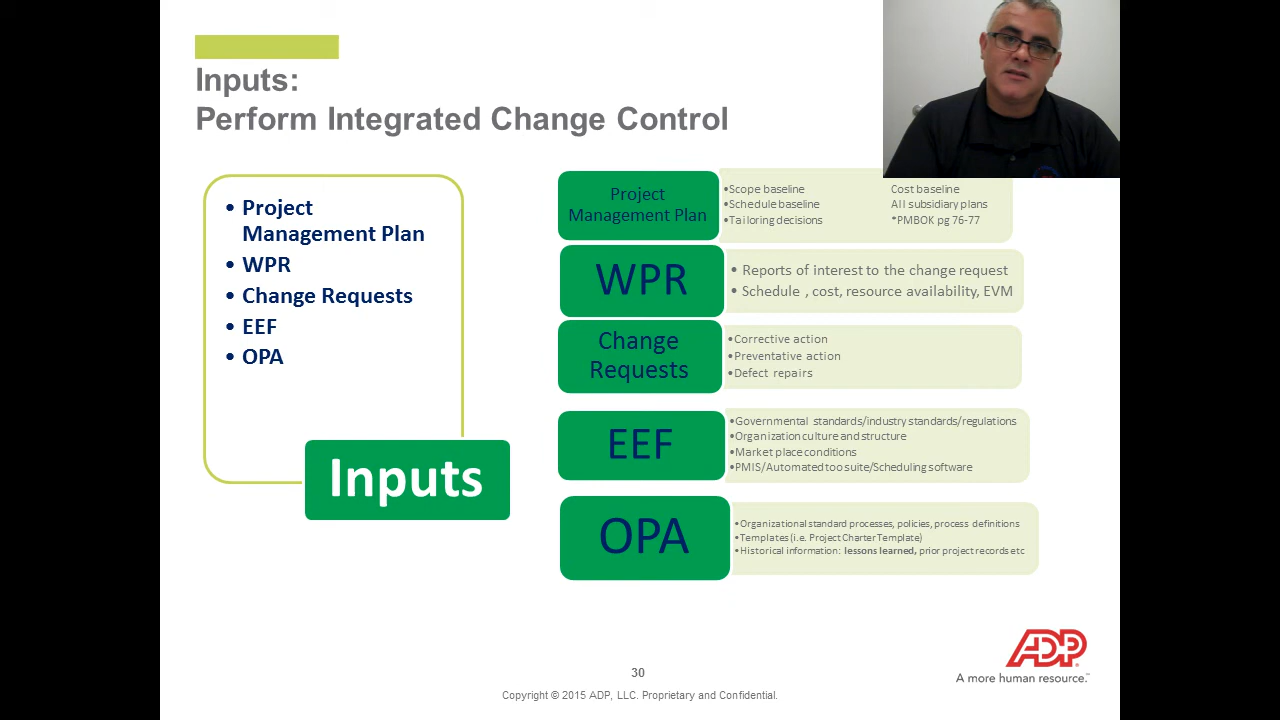 Inputs:
Perform Integrated Change Control
• Project
Management Plan
• WPR
• Change Requests
• EEF
• OPA
Inputs
Project
Management Plan
•Scope baseline Cost baseline
•Schedule baseline All subsidiary plans
•Tailoring decisions *PMBOK pg 76-77
WPR
• Reports of interest to the change request
• Schedule , cost, resource availability, EVM
Change
Requests
•Corrective action
•Preventative action
•Defect repairs
EEF
•Governmental standards/industry standards/regulations
•Organization culture and structure
•Market place conditions
•PMIS/Automated too suite/Scheduling software
OPA
•Organizational standard processes, policies, process definitions
•Templates (i.e. Project Charter Template)
•Historical information: lessons learned, prior project records etc
ADP
A more human resource.™
30
Copyright © 2015 ADP, LLC. Proprietary and Confidential.